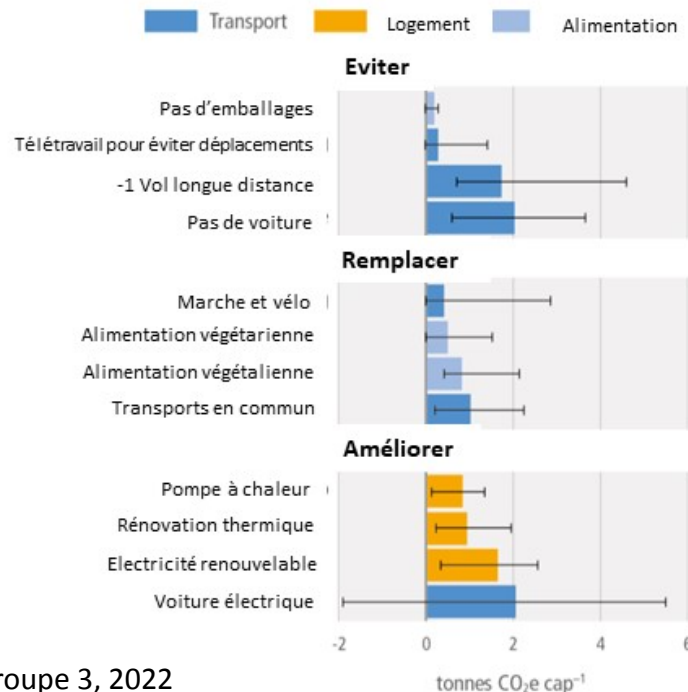 Transport Logement Alimentation
Eviter
Pas d'emballages
Télétravail pour éviter déplacements
-1 Vol longue distance
Pas de voiture
Remplacer
Marche et vélo
Alimentation végétarienne
Alimentation végétalienne
Transports en commun
Améliorer
Pompe à chaleur
Rénovation thermique
Electricité renouvelable
Voiture électrique
-2 0 2 4 6
roupe 3, 2022
tonnes CO₂e cap⁻¹